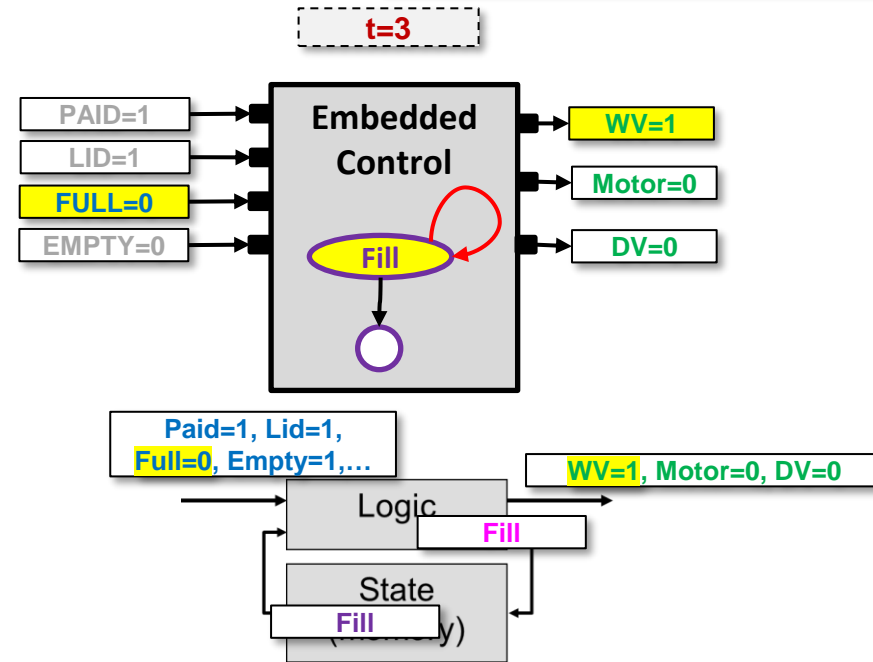 t=3
Embedded
Control
PAID=1
LID=1
FULL=0
EMPTY=0
WV=1
Motor=0
DV=0
Fill
Paid=1, Lid=1,
Full=0, Empty=1,…
WV=1, Motor=0, DV=0
Logic
Fill
State
Fill